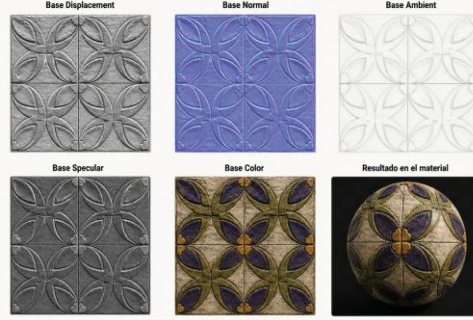 Base Displacement
Base Normal
Base Ambient
Base Specular
Base Color
Resultado en el material